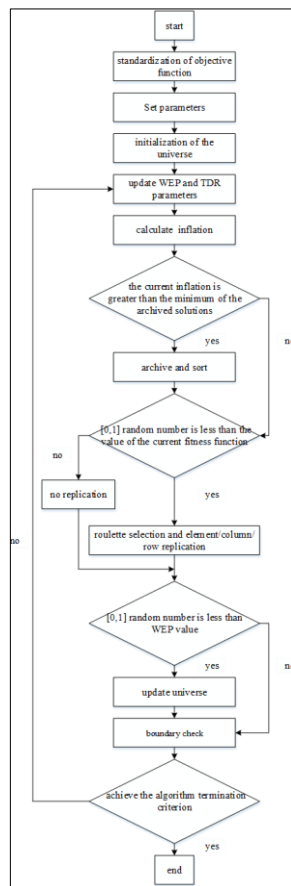 start
standardization of objective
function
Set parameters
initialization of the
universe
update WEP and TDR
parameters
calculate inflation
the current inflation is
greater than the minimum of the
archived solutions
yes
archive and sort
[0,1] random number is less than the
value of the current fitness function
no
no replication
yes
no
roulette selection and element/column/
row replication
[0,1] random number is less than
WEP value
yes
update universe
boundary check
achieve the algorithm termination
criterion
yes
end